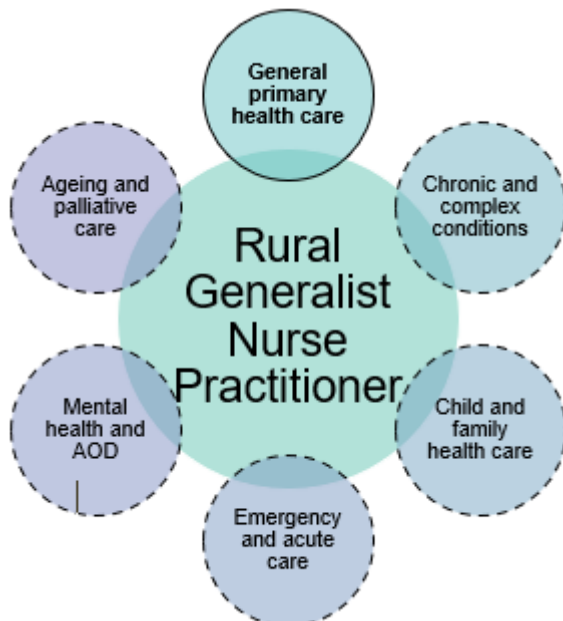 General
primary
health care
Ageing and
palliative
care
Chronic and
complex
conditions
Rural
Generalist
Nurse
Practitioner
Mental
health and
AOD
Child and
family
health care
Emergency
and acute
care